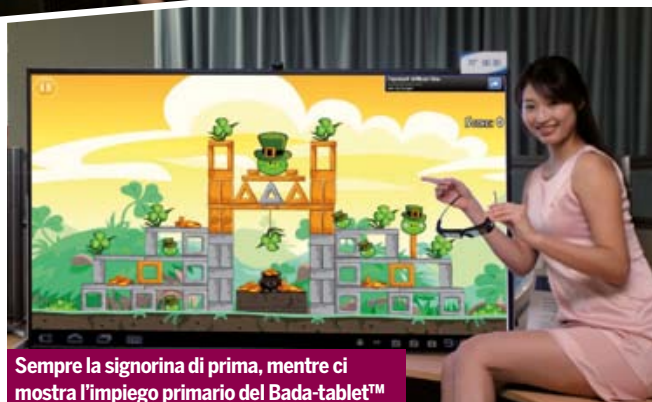 SCORE: 0
Sempre la signorina di prima, mentre ci
mostra l'impiego primario del Bada-tablet™